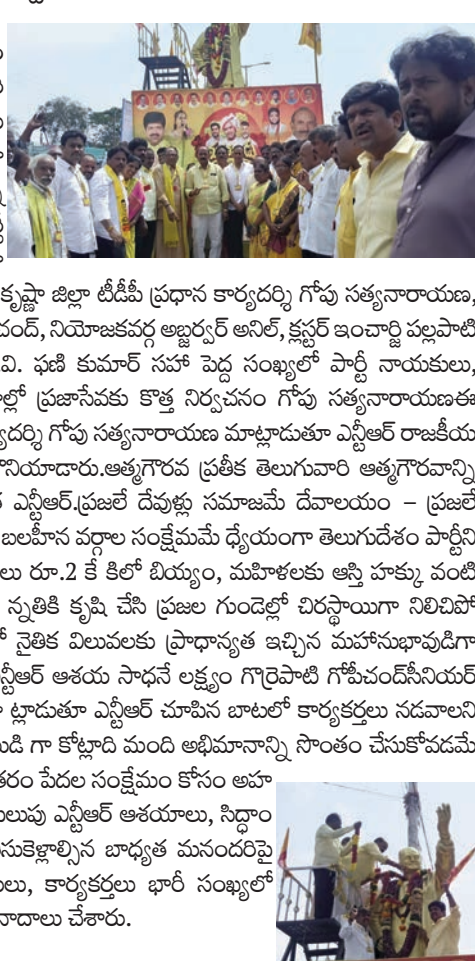 కృష్ణా జిల్లా టీడీపీ ప్రధాన కార్యదర్శి గోపు సత్యనారాయణ,
చంద్, నియోజకవర్గ అబ్జర్వర్ అనిల్, క్లస్టర్ ఇంచార్జి పల్లపాటి
.వి. ఫణి కుమార్ సహా పెద్ద సంఖ్యలో పార్టీ నాయకులు,
ల్లో ప్రజాసేవకు కొత్త నిర్వచనం గోపు సత్యనారాయణఈ
ర్యదర్శి గోపు సత్యనారాయణ మాట్లాడుతూ ఎన్టీఆర్ రాజకీయ
నియాడారు.ఆత్మగౌరవ ప్రతీక తెలుగువారి ఆత్మగౌరవాన్ని
ఎన్టీఆర్.ప్రజలే దేవుళ్లు సమాజమే దేవాలయం – ప్రజలే
బలహీన వర్గాల సంక్షేమమే ధ్యేయంగా తెలుగుదేశం పార్టీని
లు రూ.2 కే కిలో బియ్యం, మహిళలకు ఆస్తి హక్కు వంటి
న్నతికి కృషి చేసి ప్రజల గుండెల్లో చిరస్థాయిగా నిలిచిపో
నైతిక విలువలకు ప్రాధాన్యత ఇచ్చిన మహానుభావుడిగా
న్టీఆర్ ఆశయ సాధనే లక్ష్యం గొర్రెపాటి గోపీచంద్‌సీనియర్
ట్లాడుతూ ఎన్టీఆర్ చూపిన బాటలో కార్యకర్తలు నడవాలని
డి గా కోట్లాది మంది అభిమానాన్ని సొంతం చేసుకోవడమే
తరం పేదల సంక్షేమం కోసం అహ
లుపు ఎన్టీఆర్ ఆశయాలు, సిద్ధాం
సుకెళ్లాల్సిన బాధ్యత మనందరిపై
లు, కార్యకర్తలు భారీ సంఖ్యలో
నాదాలు చేశారు.